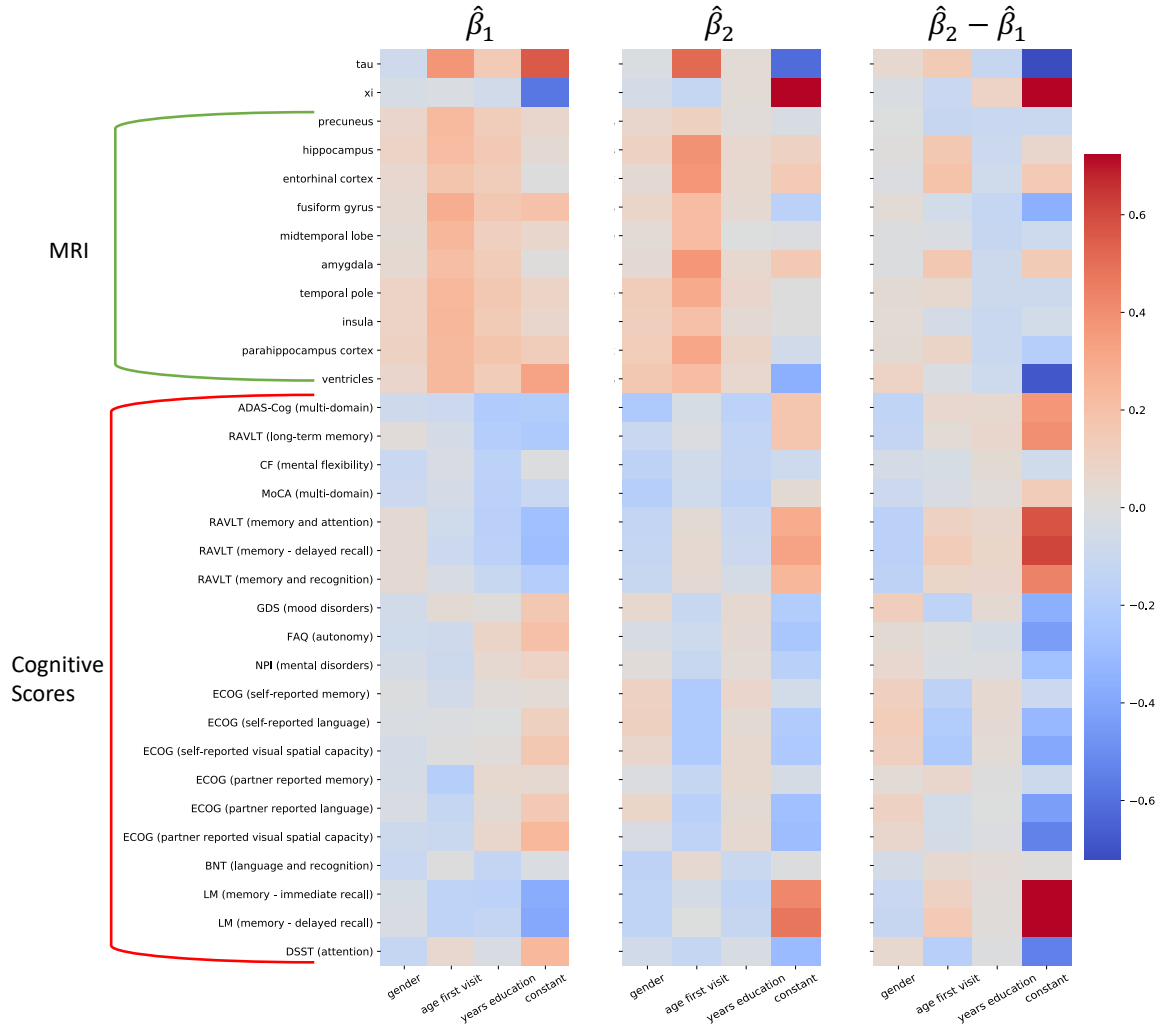 β̂₁
β̂₂
β̂₂ − β̂₁
tau
xi
precuneus
hippocampus
entorhinal cortex
fusiform gyrus
midtemporal lobe
amygdala
temporal pole
insula
parahippocampus cortex
ventricles
MRI
ADAS-Cog (multi-domain)
RAVLT (long-term memory)
CF (mental flexibility)
MoCA (multi-domain)
RAVLT (memory and attention)
RAVLT (memory - delayed recall)
RAVLT (memory and recognition)
GDS (mood disorders)
FAQ (autonomy)
NPI (mental disorders)
ECOG (self-reported memory)
ECOG (self-reported language)
ECOG (self-reported visual spatial capacity)
ECOG (partner reported memory)
ECOG (partner reported language)
ECOG (partner reported visual spatial capacity)
BNT (language and recognition)
LM (memory - immediate recall)
LM (memory - delayed recall)
DSST (attention)
Cognitive
Scores
gender
age first visit
years education
constant
gender
age first visit
years education
constant
gender
age first visit
years education
constant
0.6
0.4
0.2
0.0
−0.2
−0.4
−0.6